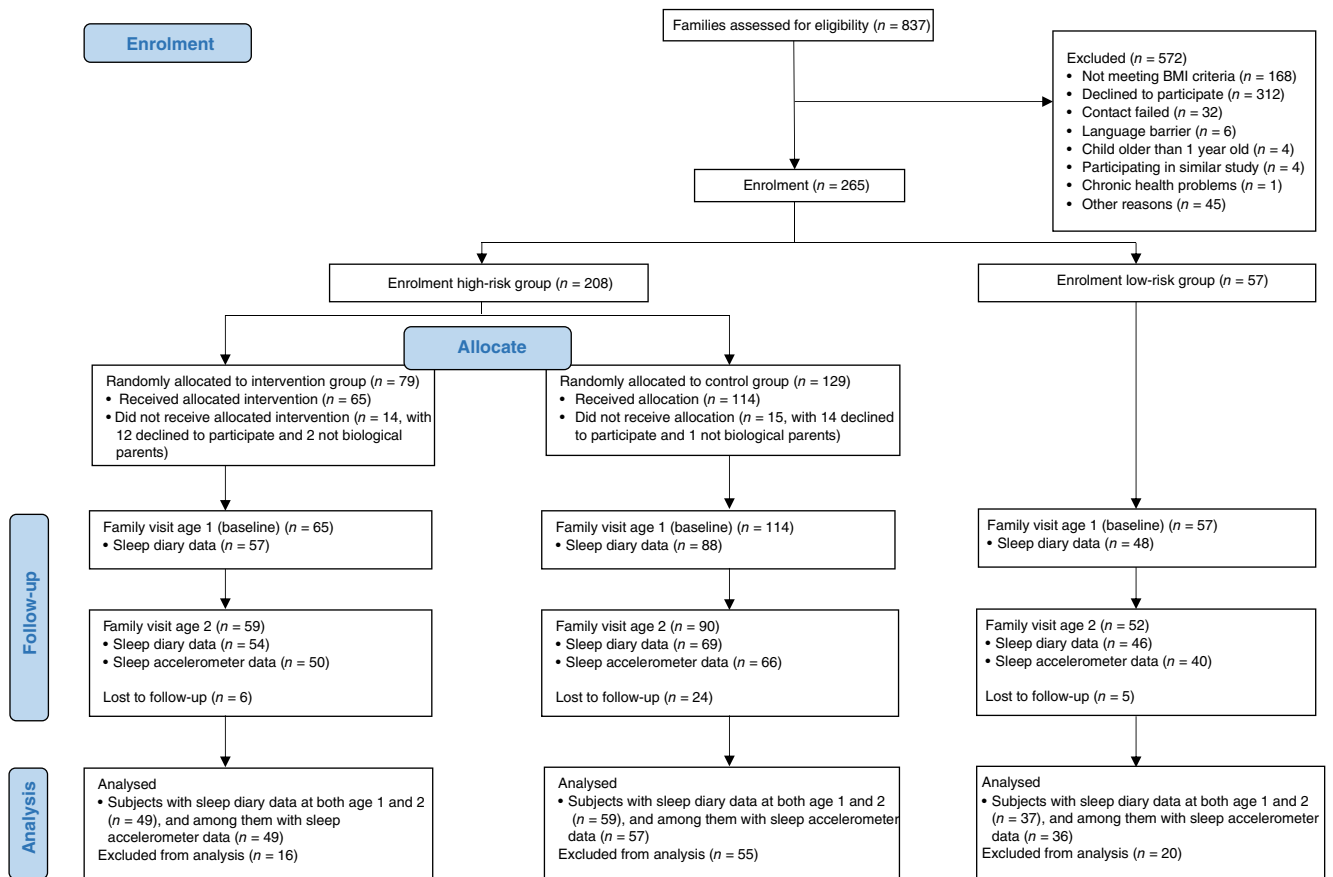 Enrolment
Families assessed for eligibility (n = 837)
Excluded (n = 572)
• Not meeting BMI criteria (n = 168)
• Declined to participate (n = 312)
• Contact failed (n = 32)
• Language barrier (n = 6)
• Child older than 1 year old (n = 4)
• Participating in similar study (n = 4)
• Chronic health problems (n = 1)
• Other reasons (n = 45)
Enrolment (n = 265)
Enrolment high-risk group (n = 208)
Enrolment low-risk group (n = 57)
Allocate
Randomly allocated to intervention group (n = 79)
• Received allocated intervention (n = 65)
• Did not receive allocated intervention (n = 14, with
12 declined to participate and 2 not biological
parents)
Randomly allocated to control group (n = 129)
• Received allocation (n = 114)
• Did not receive allocation (n = 15, with 14 declined
to participate and 1 not biological parents)
Follow-up
Family visit age 1 (baseline) (n = 65)
• Sleep diary data (n = 57)
Family visit age 1 (baseline) (n = 114)
• Sleep diary data (n = 88)
Family visit age 1 (baseline) (n = 57)
• Sleep diary data (n = 48)
Family visit age 2 (n = 59)
• Sleep diary data (n = 54)
• Sleep accelerometer data (n = 50)
Lost to follow-up (n = 6)
Family visit age 2 (n = 90)
• Sleep diary data (n = 69)
• Sleep accelerometer data (n = 66)
Lost to follow-up (n = 24)
Family visit age 2 (n = 52)
• Sleep diary data (n = 46)
• Sleep accelerometer data (n = 40)
Lost to follow-up (n = 5)
Analysis
Analysed
• Subjects with sleep diary data at both age 1 and 2
(n = 49), and among them with sleep
accelerometer data (n = 49)
Excluded from analysis (n = 16)
Analysed
• Subjects with sleep diary data at both age 1 and 2
(n = 59), and among them with sleep accelerometer
data (n = 57)
Excluded from analysis (n = 55)
Analysed
• Subjects with sleep diary data at both age 1 and 2
(n = 37), and among them with sleep accelerometer
data (n = 36)
Excluded from analysis (n = 20)